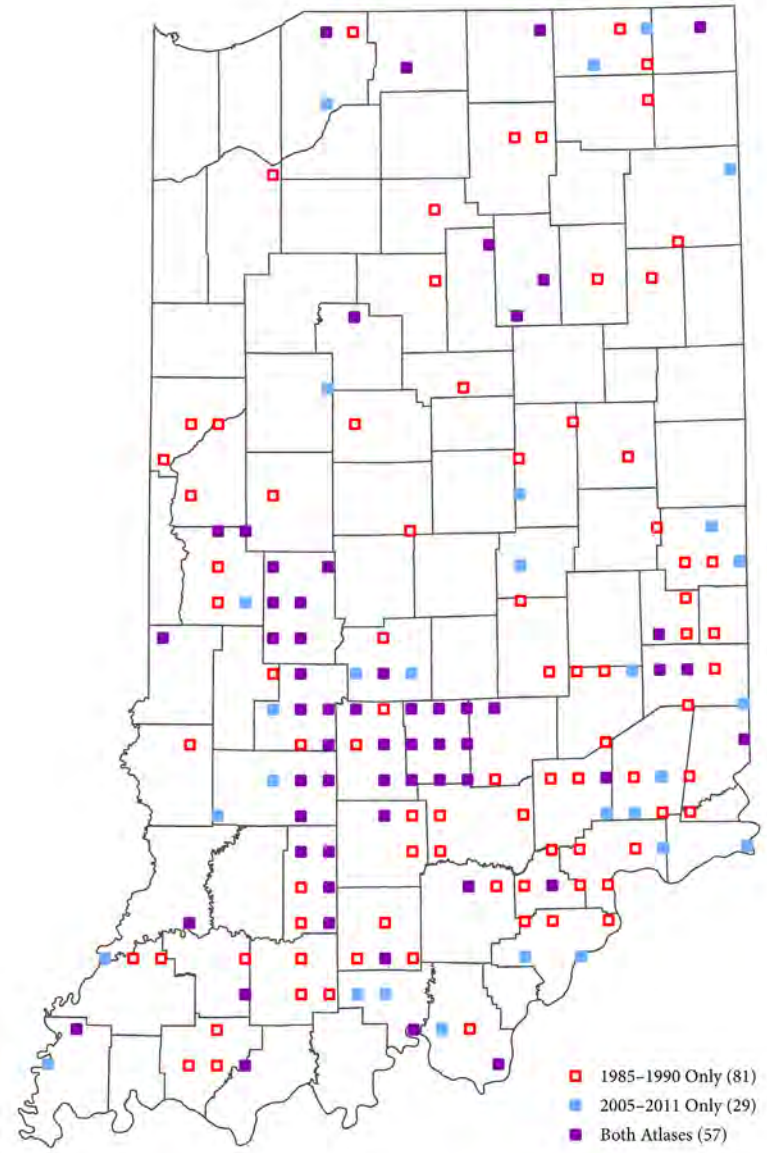 1985–1990 Only (81)
2005–2011 Only (29)
Both Atlases (57)